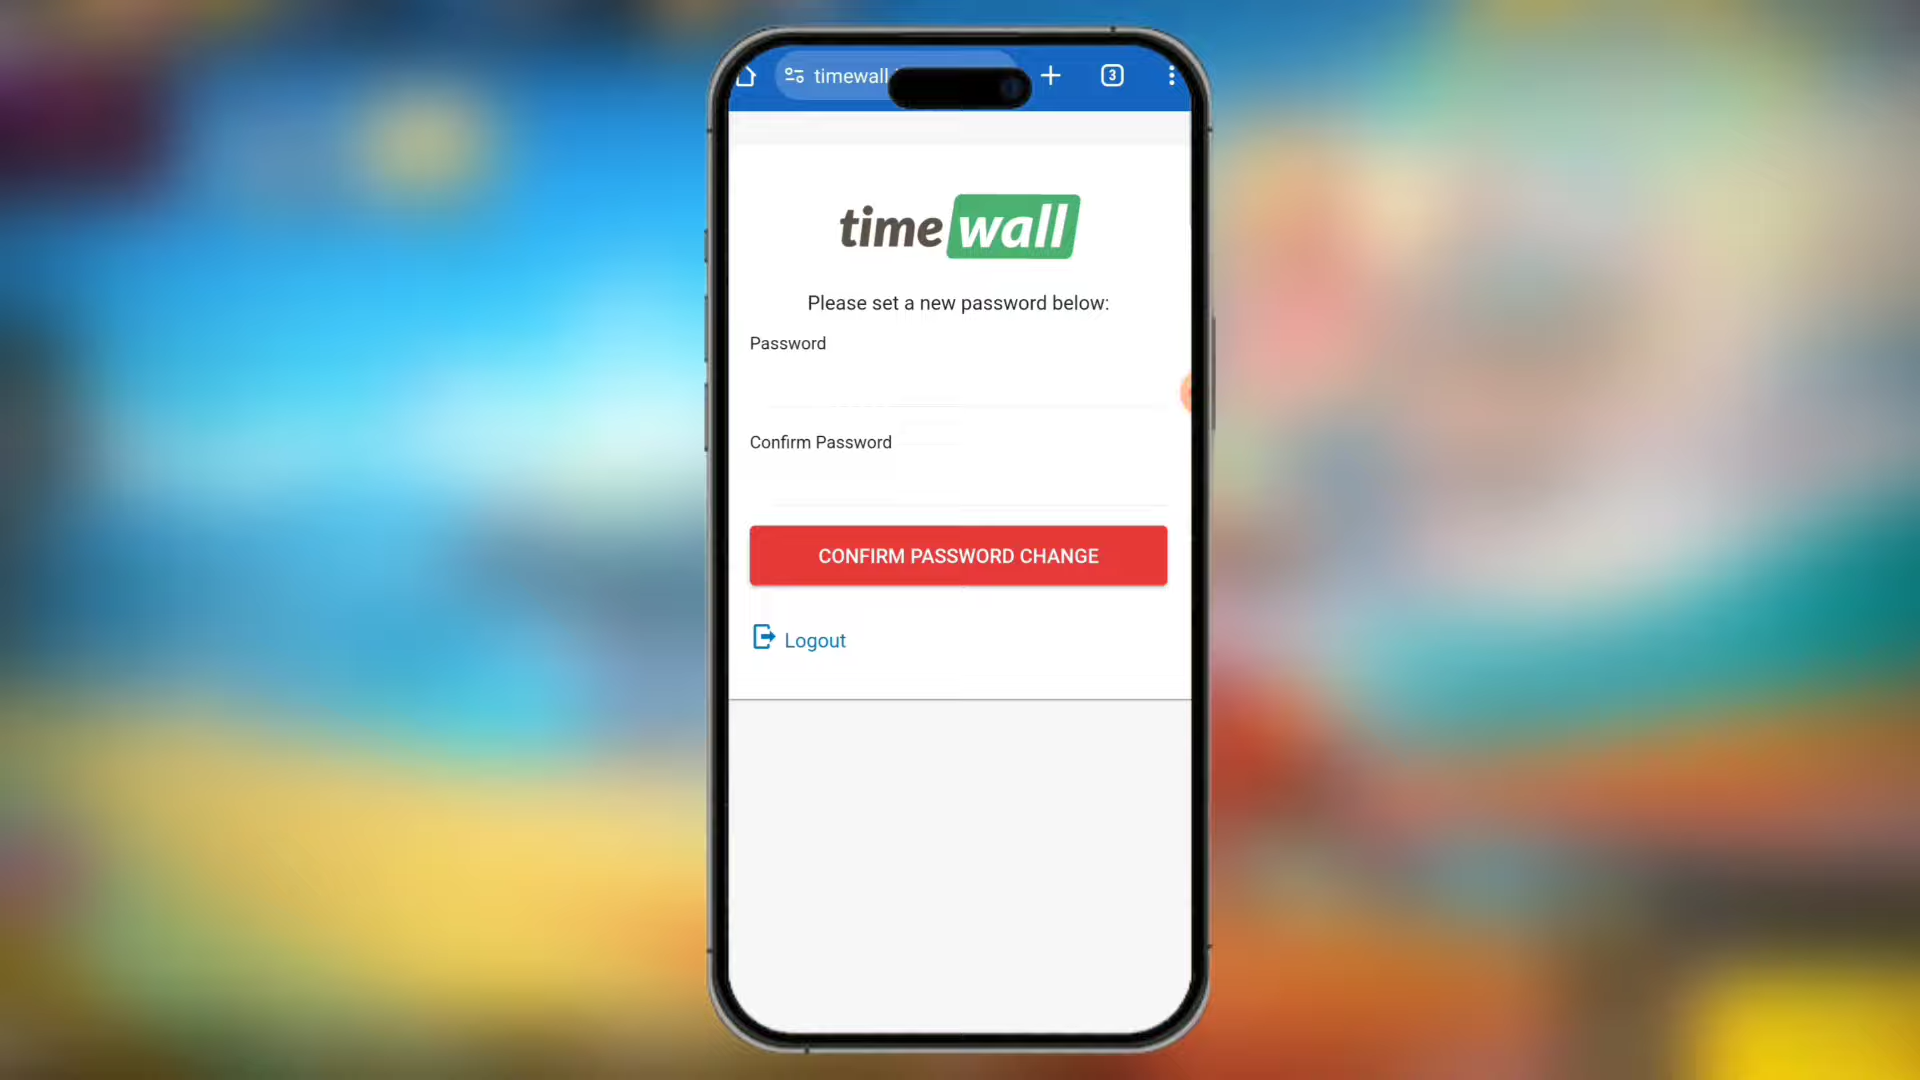 timewall
3
time wall
Please set a new password below:
Password
Confirm Password
CONFIRM PASSWORD CHANGE
Logout